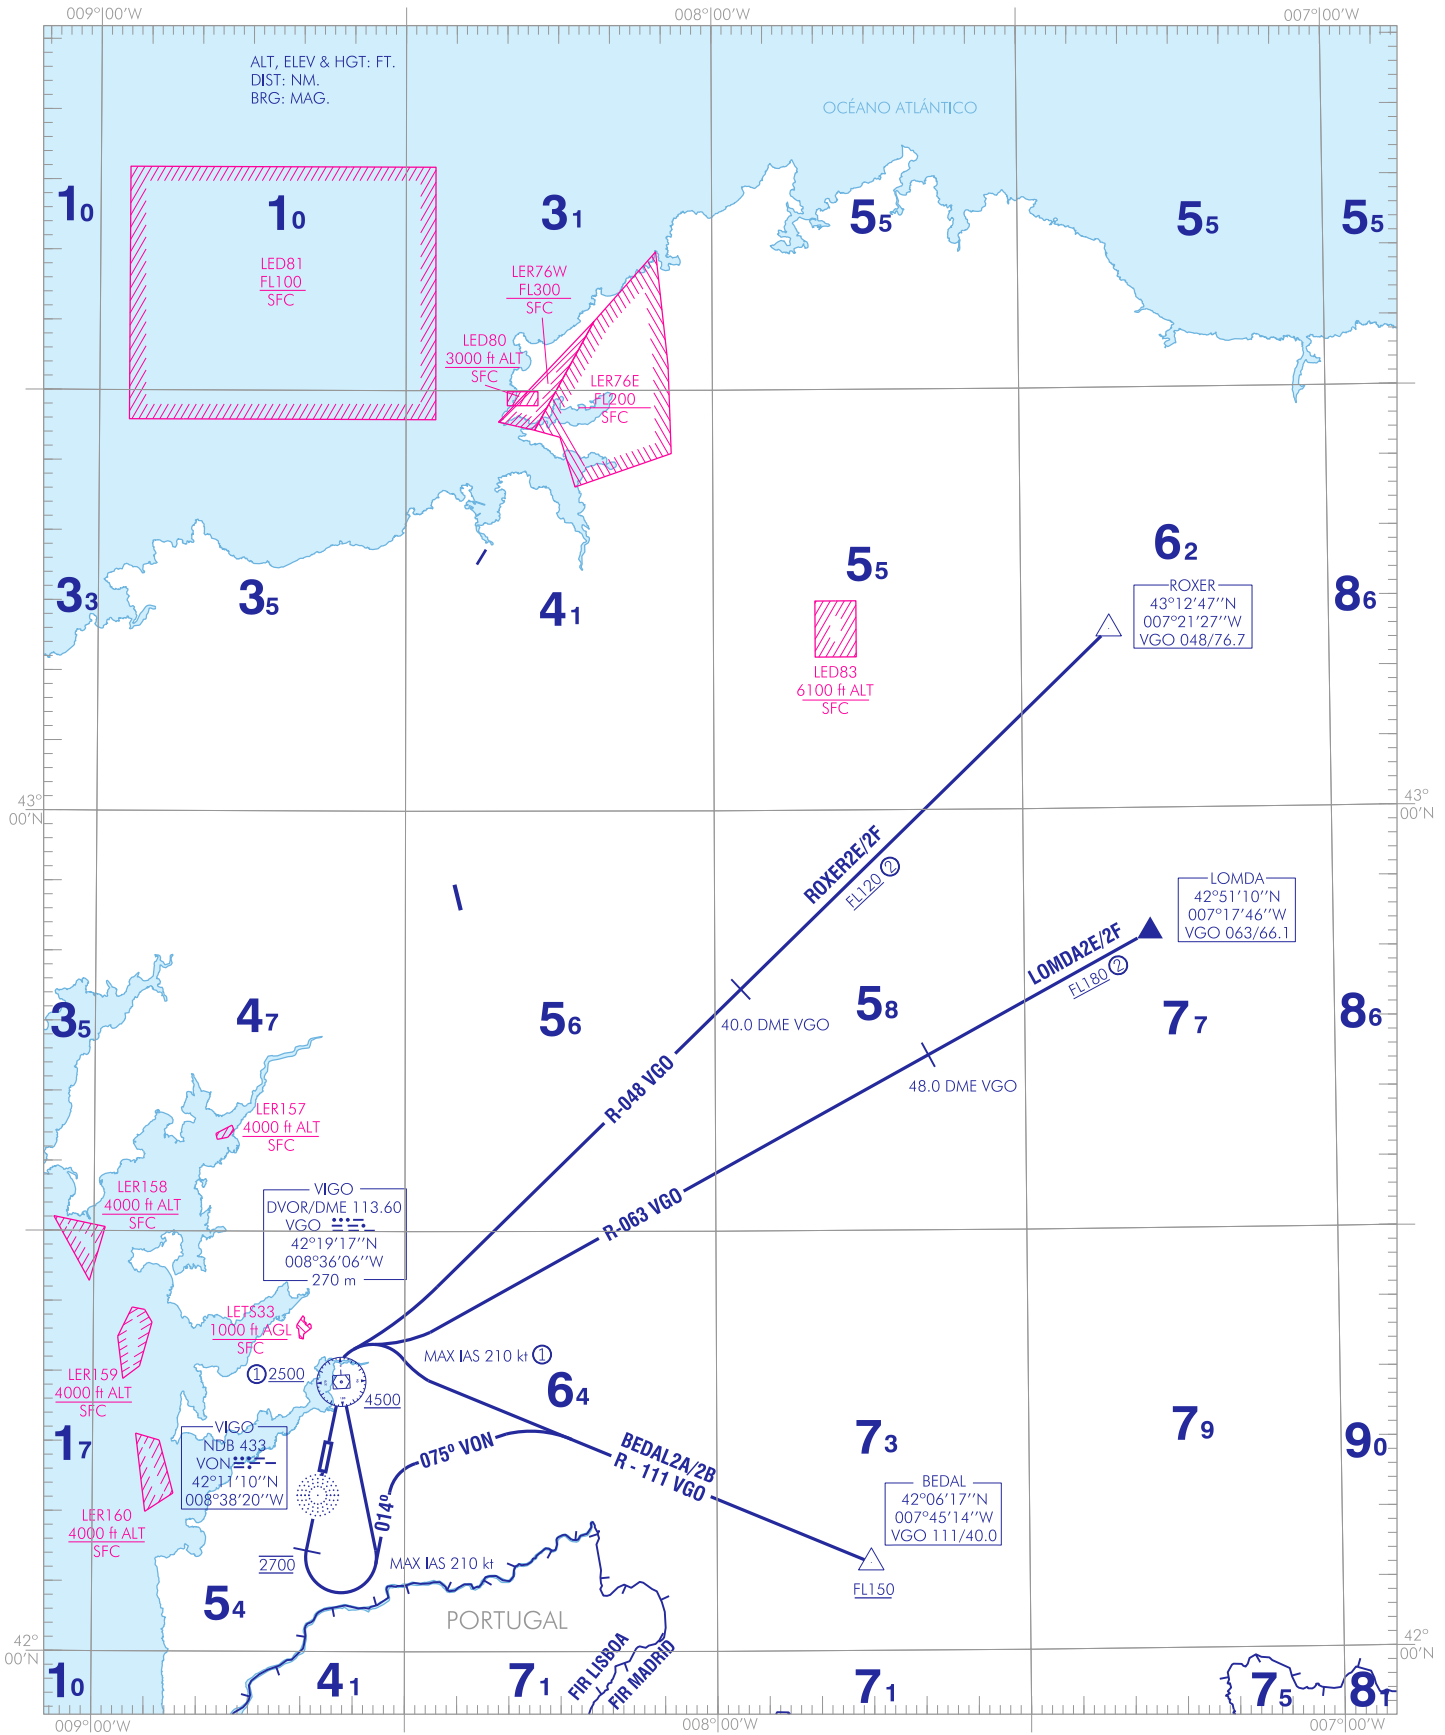 009°00'W
008°00'W
007°00'W
ALT, ELEV & HGT: FT.
DIST: NM.
BRG: MAG.
OCÉANO ATLÁNTICO
10
10
31
55
55
55
LED81
FL100
SFC
LER76W
FL300
SFC
LED80
3000 ft ALT
SFC
LER76E
FL200
SFC
33
35
41
55
62
86
ROXER
43°12'47''N
007°21'27''W
VGO 048/76.7
LED83
6100 ft ALT
SFC
43°
00'N
43°
00'N
ROXER2E/2F
FL120 2
LOMDA
42°51'10''N
007°17'46''W
VGO 063/66.1
LOMDA2E/2F
FL180 2
35
47
56
58
77
86
40.0 DME VGO
48.0 DME VGO
R-048 VGO
R-063 VGO
LER157
4000 ft ALT
SFC
LER158
4000 ft ALT
SFC
VIGO
DVOR/DME 113.60
VGO
42°19'17''N
008°36'06''W
270 m
LETS33
1000 ft AGL
SFC
LER159
4000 ft ALT
SFC
1 2500
4500
MAX IAS 210 kt 1
64
17
73
79
90
VIGO
NDB 433
VON
42°11'10''N
008°38'20''W
075° VON
014°
BEDAL2A/2B
R - 111 VGO
BEDAL
42°06'17''N
007°45'14''W
VGO 111/40.0
FL150
LER160
4000 ft ALT
SFC
2700
MAX IAS 210 kt
54
PORTUGAL
42°
00'N
42°
00'N
FIR LISBOA
FIR MADRID
10
41
71
71
75
81
009°00'W
008°00'W
007°00'W